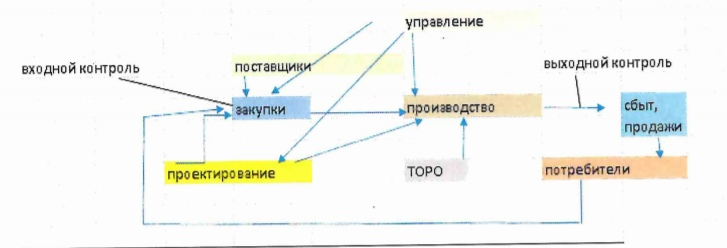 управление
поставщики
входной контроль
выходной контроль
закупки
производство
сбыт,
продажи
проектирование
ТОРО
потребители